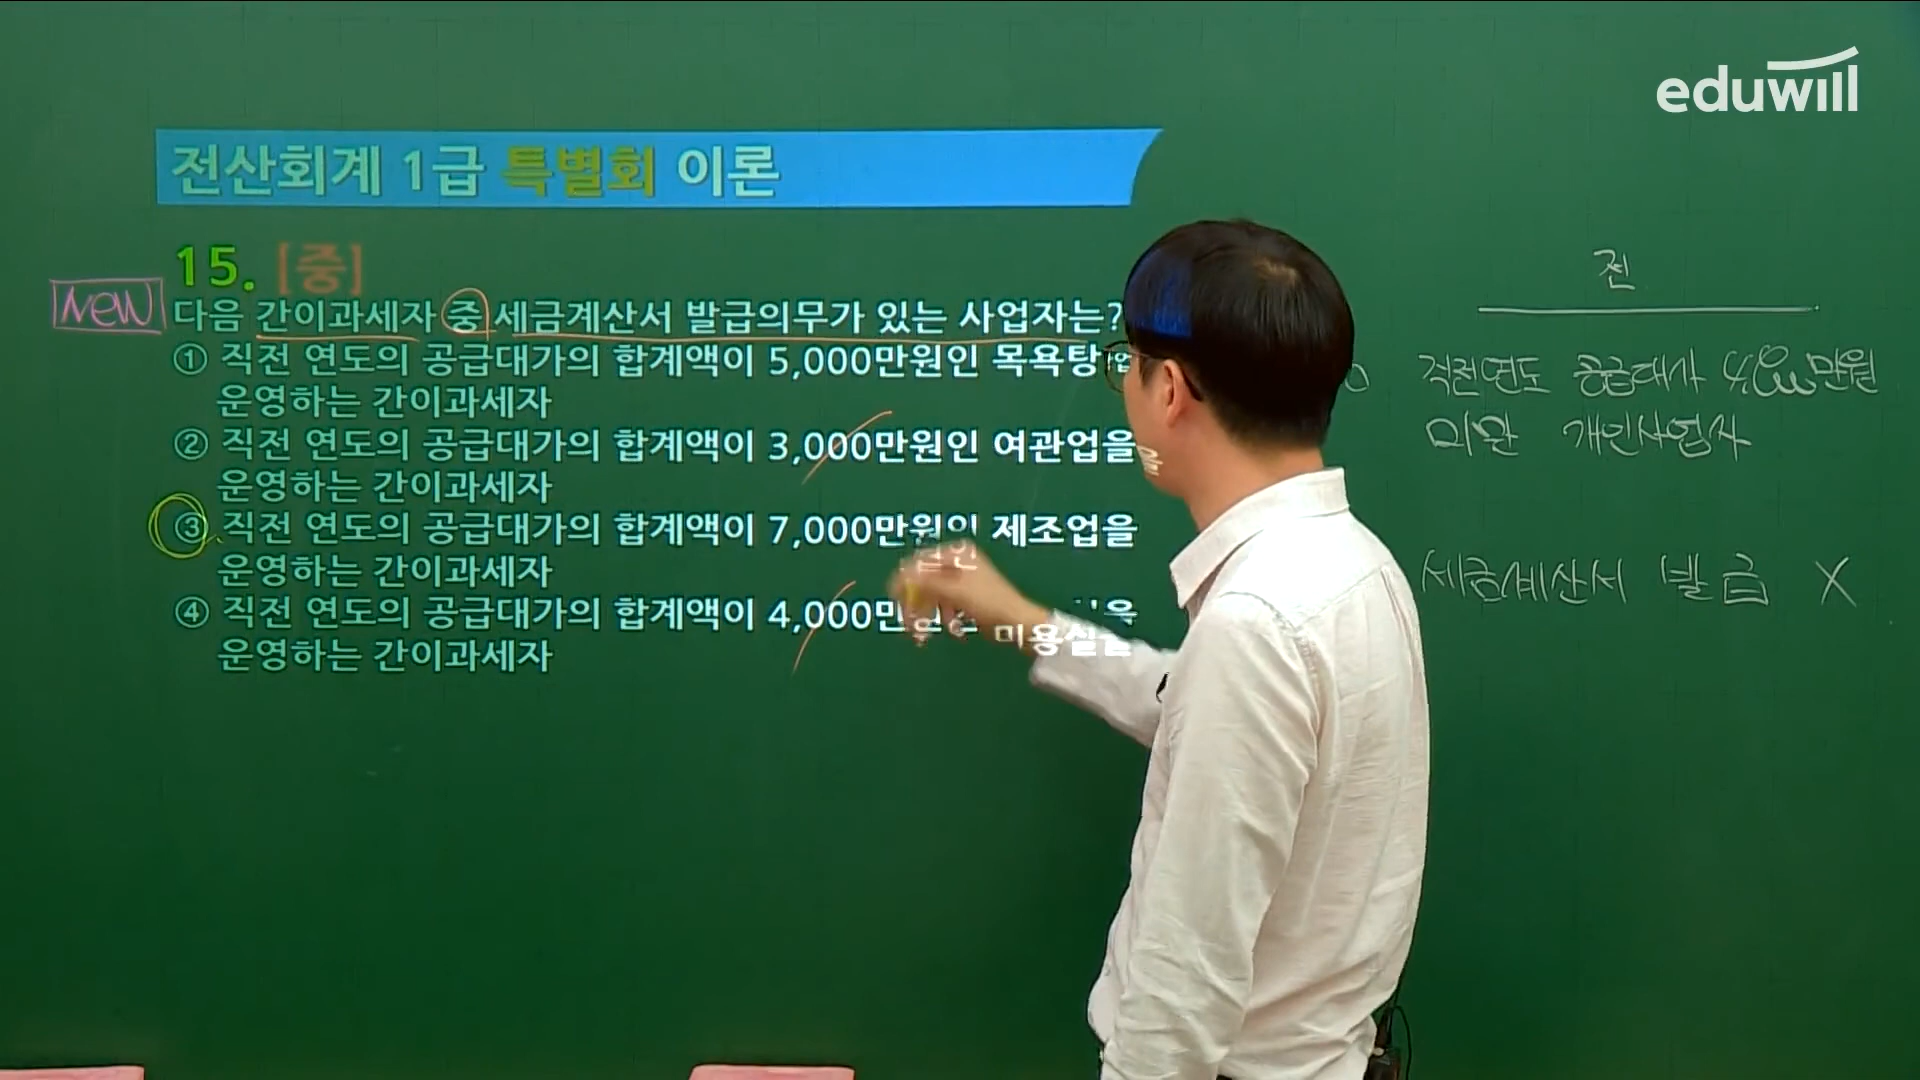 eduwill
전산회계 1급 특별회 이론
15. [중]
NEW
다음 간이과세자 중 세금계산서 발급의무가 있는 사업자는?
① 직전 연도의 공급대가의 합계액이 5,000만원인 목욕탕업
운영하는 간이과세자
② 직전 연도의 공급대가의 합계액이 3,000만원인 여관업을
운영하는 간이과세자
③ 직전 연도의 공급대가의 합계액이 7,000만원인 제조업을
운영하는 간이과세자
④ 직전 연도의 공급대가의 합계액이 4,000만원인 미용실을
운영하는 간이과세자
전
직전연도 공급대가 4,800만원
미만 개인사업자
세금계산서 발급 X